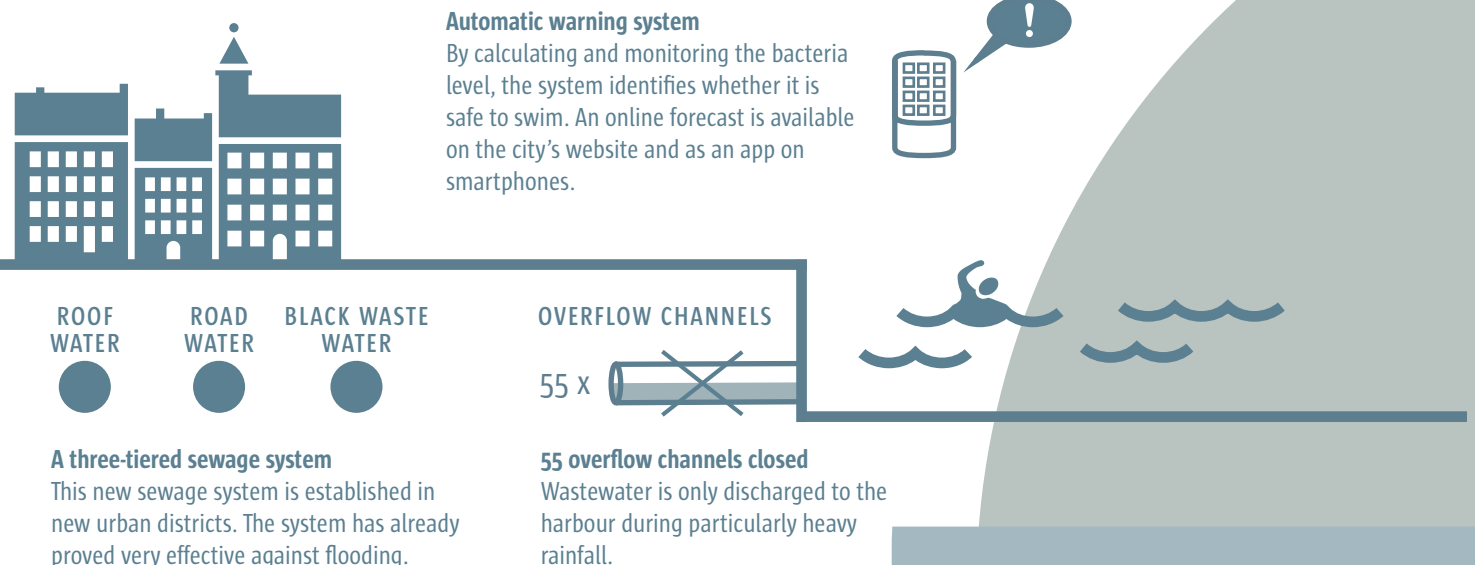 Automatic warning system
By calculating and monitoring the bacteria
level, the system identifies whether it is
safe to swim. An online forecast is available
on the city’s website and as an app on
smartphones.
!
ROOF
WATER
ROAD
WATER
BLACK WASTE
WATER
OVERFLOW CHANNELS
55 x
A three-tiered sewage system
This new sewage system is established in
new urban districts. The system has already
proved very effective against flooding.
55 overflow channels closed
Wastewater is only discharged to the
harbour during particularly heavy
rainfall.